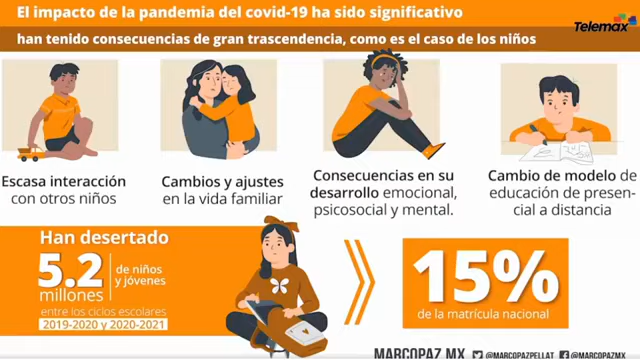 El impacto de la pandemia del covid-19 ha sido significativo
han tenido consecuencias de gran trascendencia, como es el caso de los niños
Telemax
Escasa interacción
con otros niños
Cambios y ajustes
en la vida familiar
Consecuencias en su
desarrollo emocional,
psicosocial y mental.
Cambio de modelo de
educación de presen-
cial a distancia
Han desertado
5.2
millones
de niños
y jóvenes
entre los ciclos escolares
2019-2020 y 2020-2021
15%
de la matrícula nacional
MARCOPAZ.MX
@MARCOPAZPELLAT
@MARCOPAZMX